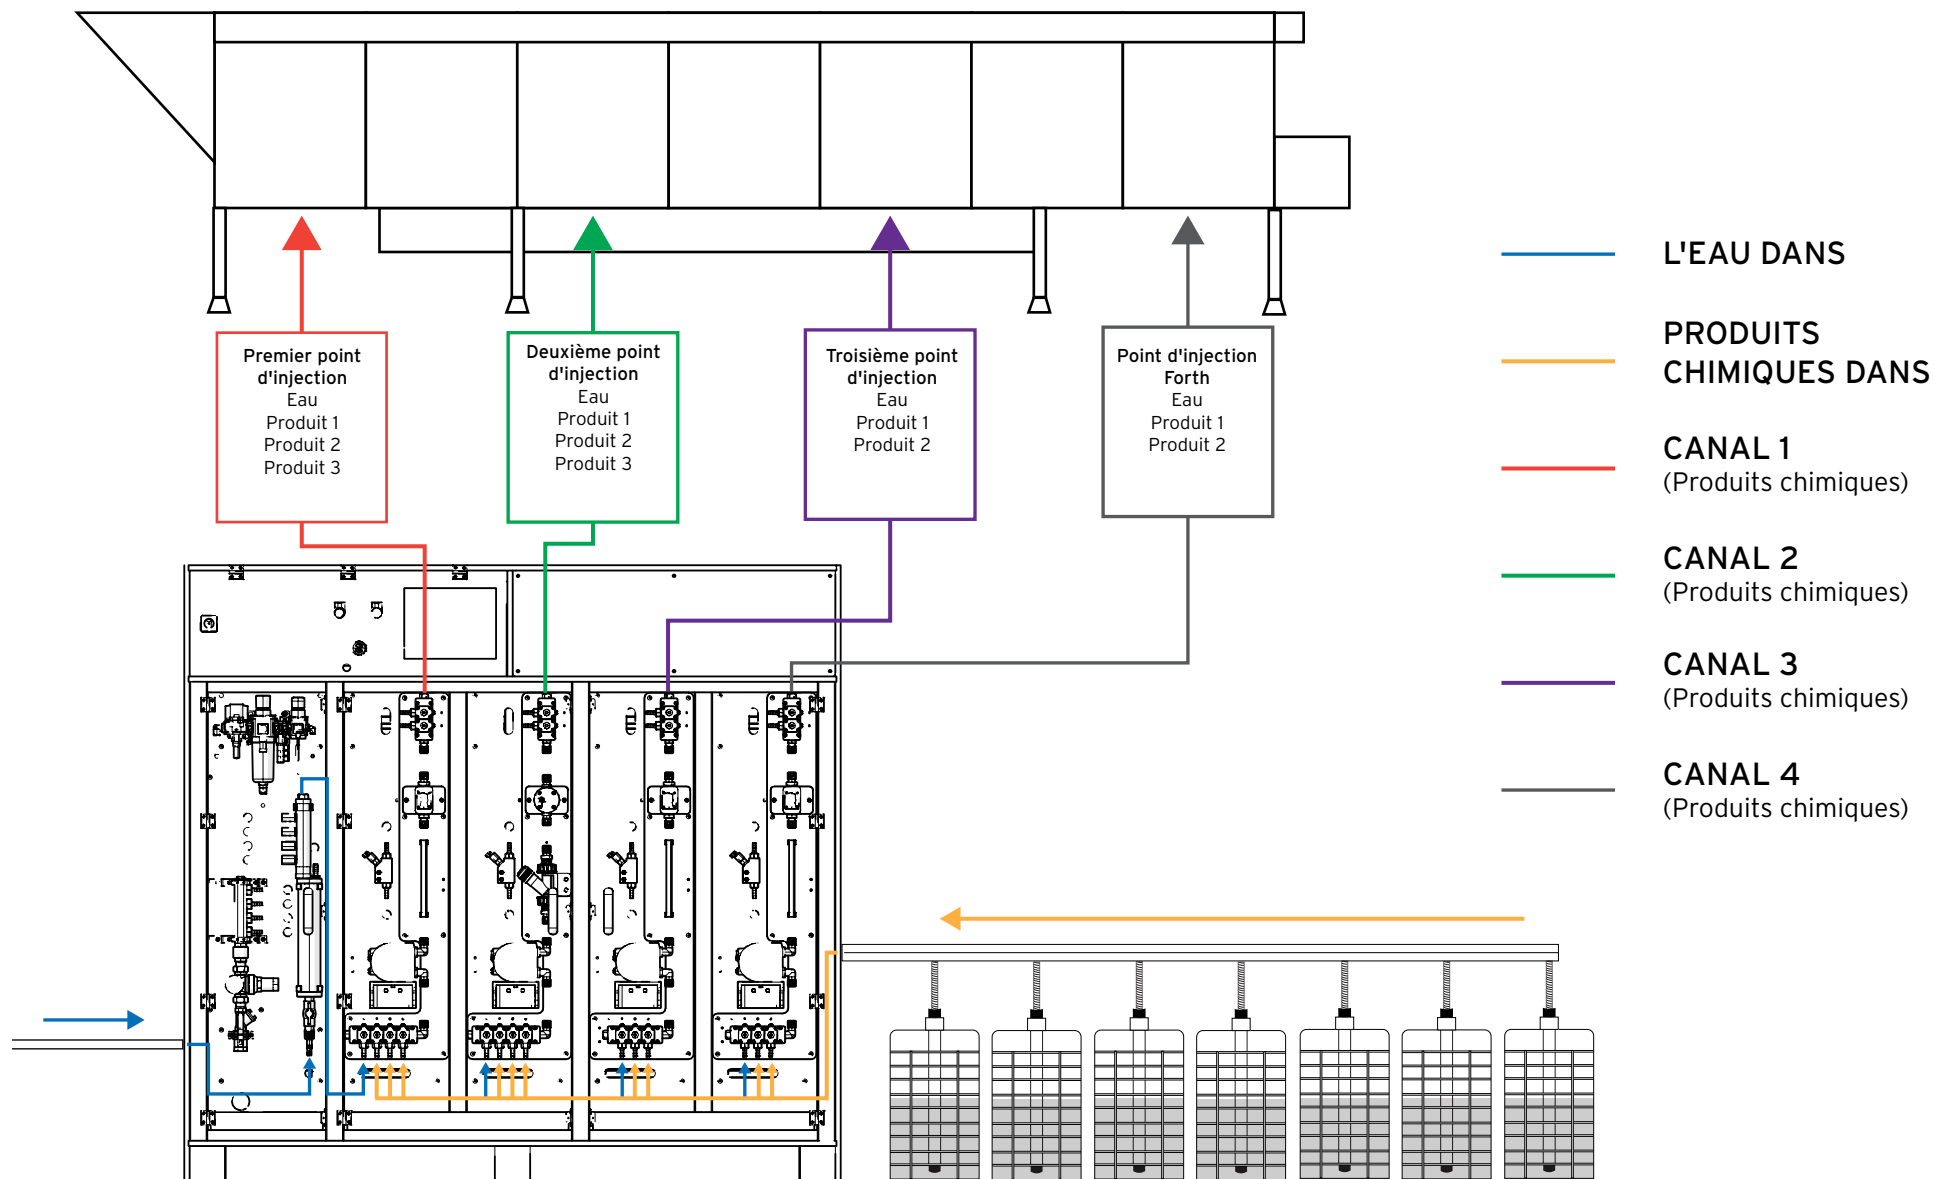 Premier point
d'injection
Eau
Produit 1
Produit 2
Produit 3
Deuxième point
d'injection
Eau
Produit 1
Produit 2
Produit 3
Troisième point
d'injection
Eau
Produit 1
Produit 2
Point d'injection
Forth
Eau
Produit 1
Produit 2
L'EAU DANS
PRODUITS
CHIMIQUES DANS
CANAL 1
(Produits chimiques)
CANAL 2
(Produits chimiques)
CANAL 3
(Produits chimiques)
CANAL 4
(Produits chimiques)